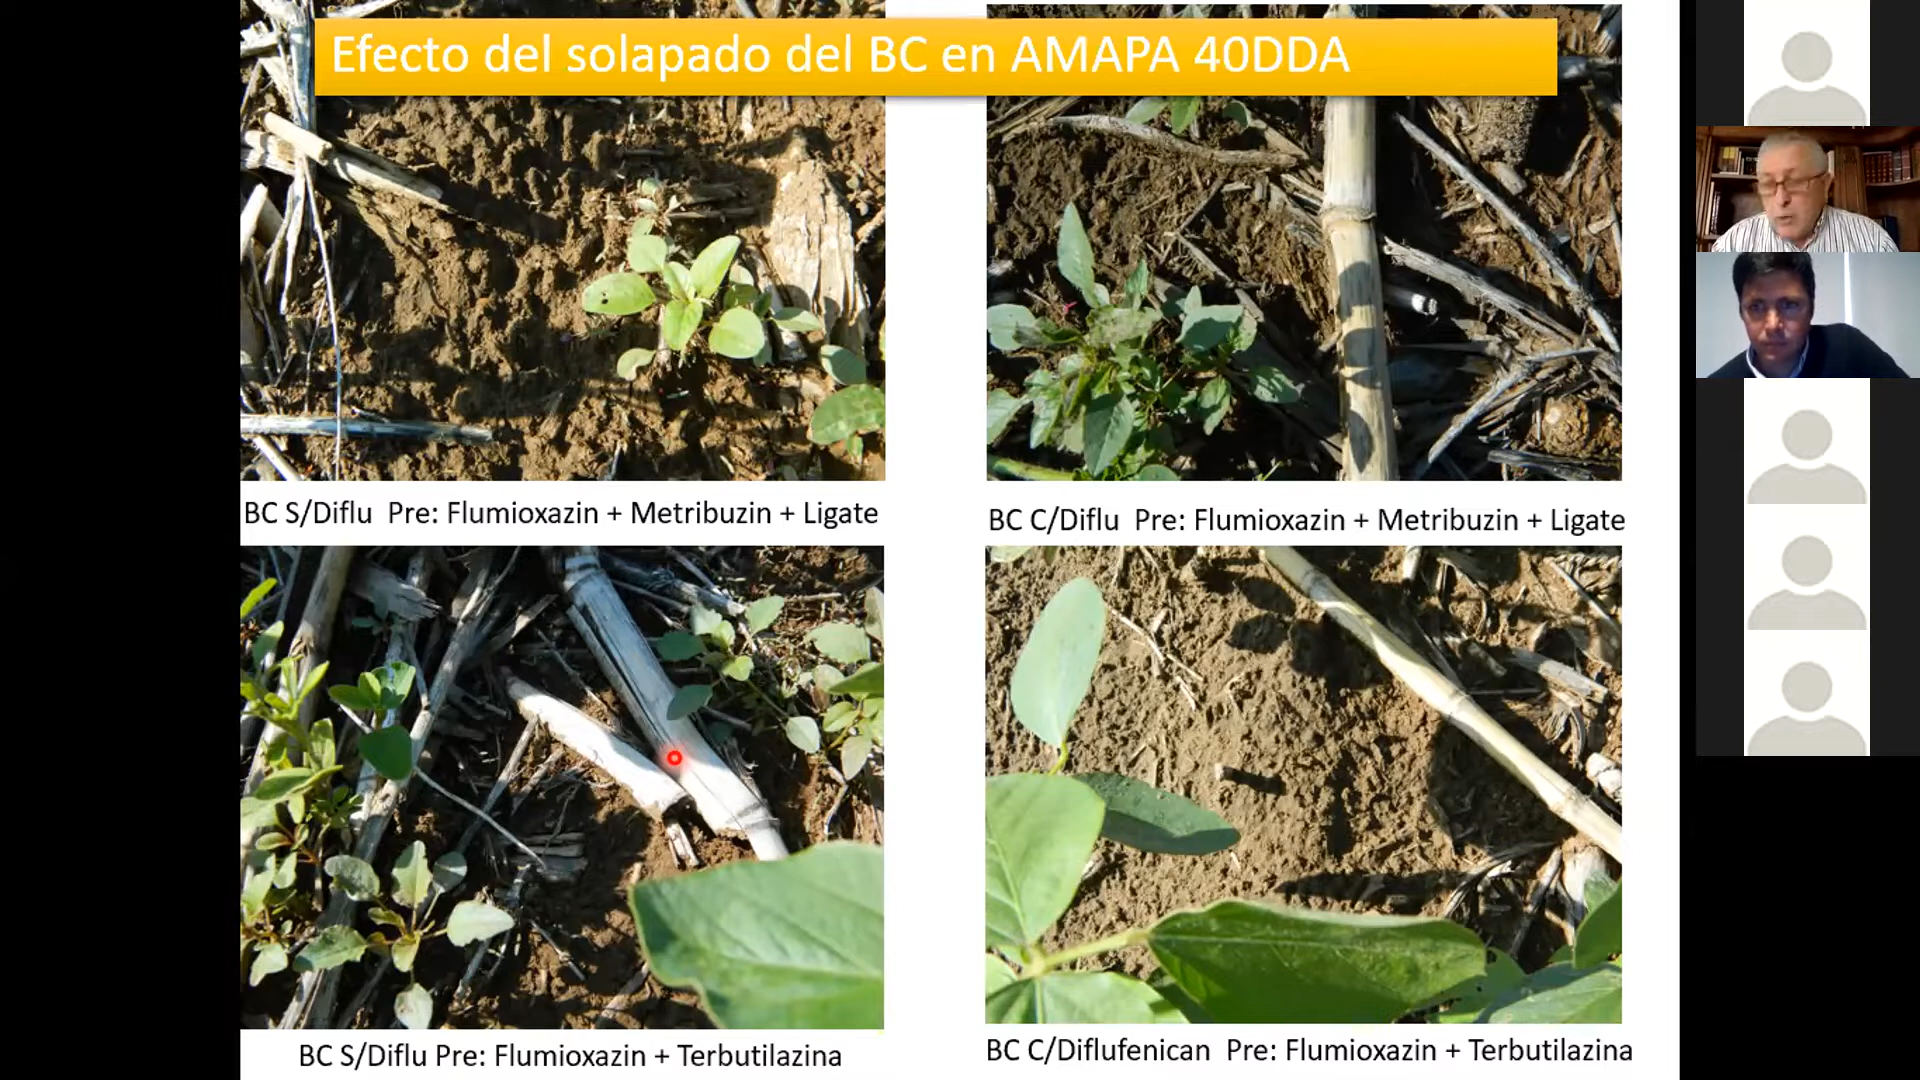 Efecto del solapado del BC en AMAPA 40DDA
BC S/Diflu Pre: Flumioxazin + Metribuzin + Ligate
BC C/Diflu Pre: Flumioxazin + Metribuzin + Ligate
BC S/Diflu Pre: Flumioxazin + Terbutilazina
BC C/Diflufenican Pre: Flumioxazin + Terbutilazina